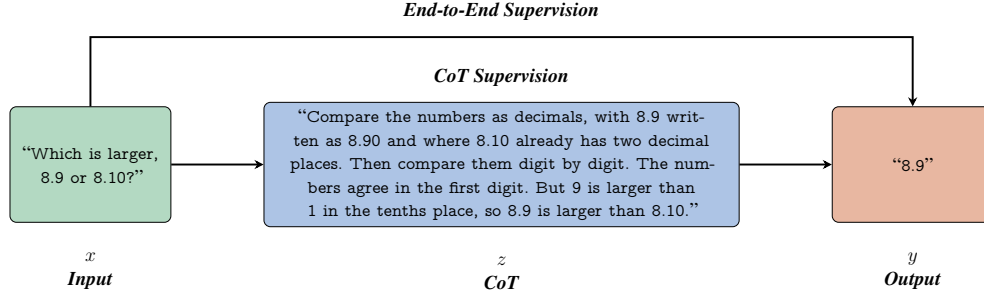 End-to-End Supervision
CoT Supervision
“Which is larger,
8.9 or 8.10?”
“Compare the numbers as decimals, with 8.9 writ-
ten as 8.90 and where 8.10 already has two decimal
places. Then compare them digit by digit. The num-
bers agree in the first digit. But 9 is larger than
1 in the tenths place, so 8.9 is larger than 8.10.”
“8.9”
x
Input
z
CoT
y
Output